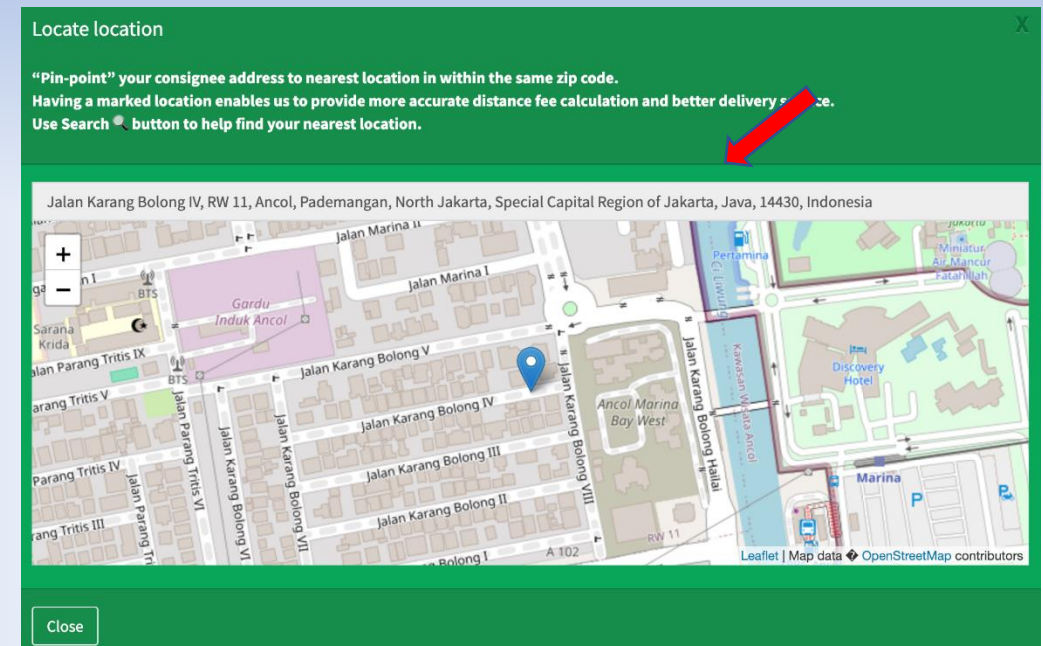 Locate location
X
“Pin-point” your consignee address to nearest location in within the same zip code.
Having a marked location enables us to provide more accurate distance fee calculation and better delivery
Use Search button to help find your nearest location.
Jalan Karang Bolong IV, RW 11, Ancol, Pademangan, North Jakarta, Special Capital Region of Jakarta, Java, 14430, Indonesia
+
−
Jalan Marina II
Jalan Marina I
BTS
Gardu
Induk Ancol
Sarana
Krida
Jalan Karang Bolong V
alan Parang Tritis IX
BTS
arang Tritis V
Jalan Karang Bolong IV
Parang Tritis IV
Jalan Karang Bolong III
Jalan Karang Bolong II
rang Tritis III
Bolong I
Jalan Parang Tri
Jalan Parang Tritis VI
Jalan Karang Bolong VI
Jalan Karang Bolong VII
Jalan Karang Bolong VIII
Ancol Marina
Bay West
Jalan Karang Bolong Hailai
A 102
RW 11
Pertamina
Ci Liwung
Kawasan Wisata Ancol
Jakarta
Miniatur
Air Mancur
Fatahillah
Discovery
Hotel
Marina
P
P
Leaflet | Map data � OpenStreetMap contributors
Close